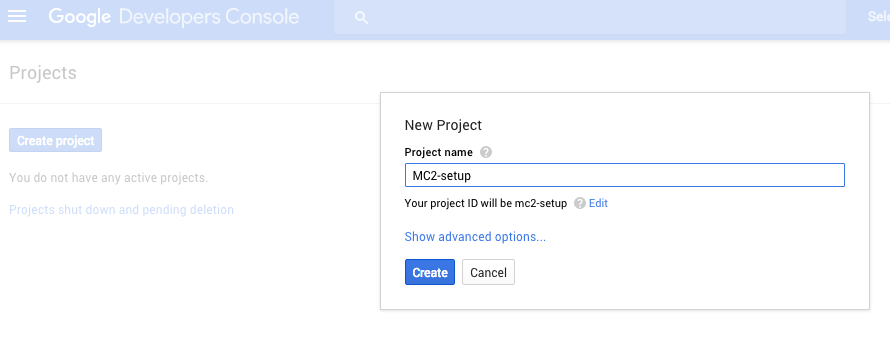 Google Developers Console
Sele
Projects
Create project
You do not have any active projects.
Projects shut down and pending deletion
New Project
Project name ?
MC2-setup
Your project ID will be mc2-setup ? Edit
Show advanced options...
Create Cancel